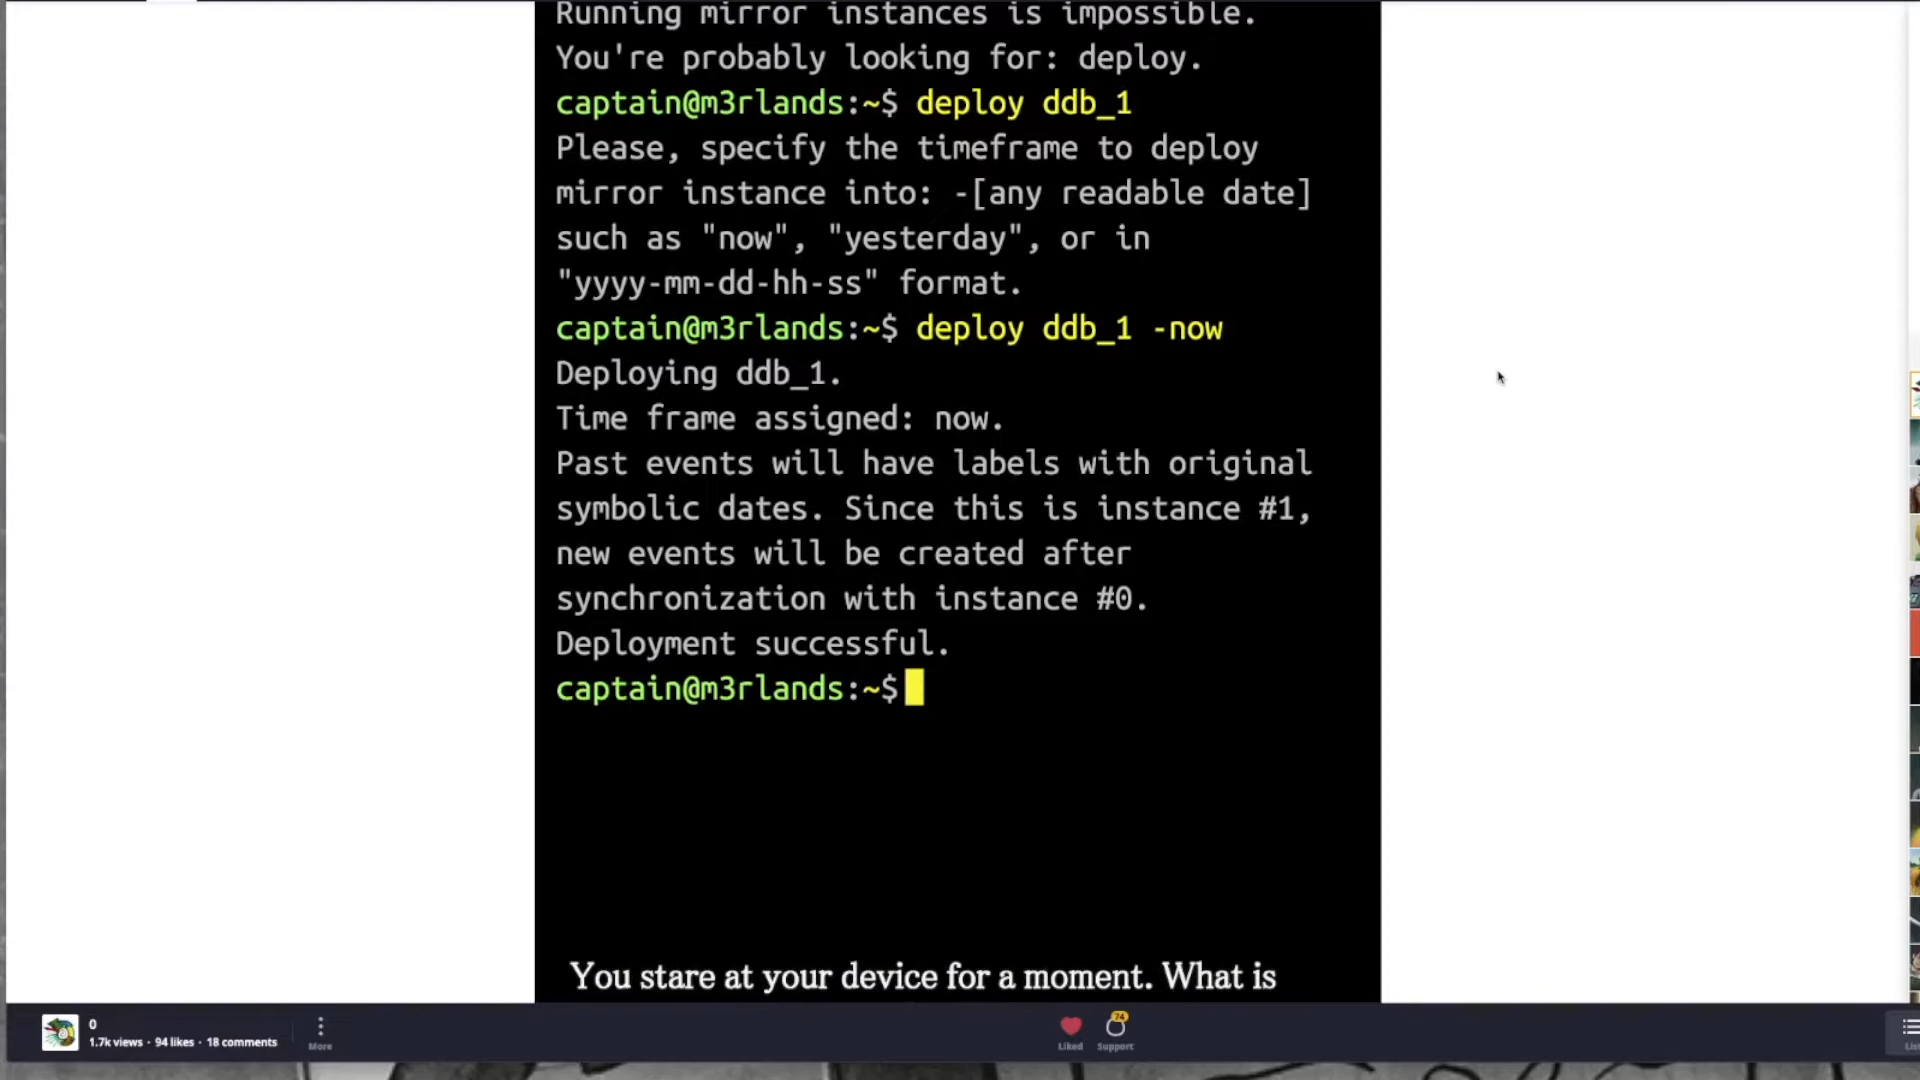 Running mirror instances is impossible.
You're probably looking for: deploy.
captain@m3rlands:~$ deploy ddb_1
Please, specify the timeframe to deploy
mirror instance into: -[any readable date]
such as "now", "yesterday", or in
"yyyy-mm-dd-hh-ss" format.
captain@m3rlands:~$ deploy ddb_1 -now
Deploying ddb_1.
Time frame assigned: now.
Past events will have labels with original
symbolic dates. Since this is instance #1,
new events will be created after
synchronization with instance #0.
Deployment successful.
captain@m3rlands:~$
You stare at your device for a moment. What is
0
1.7k views · 94 likes · 18 comments
More
Liked
74
Support